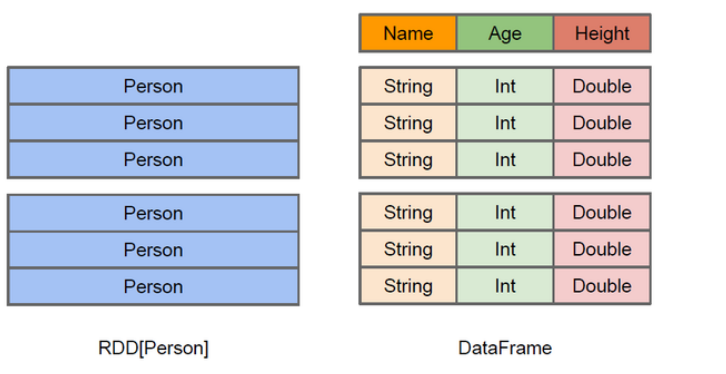 Name Age Height
Person String Int Double
Person String Int Double
Person String Int Double
Person String Int Double
Person String Int Double
Person String Int Double
RDD[Person] DataFrame